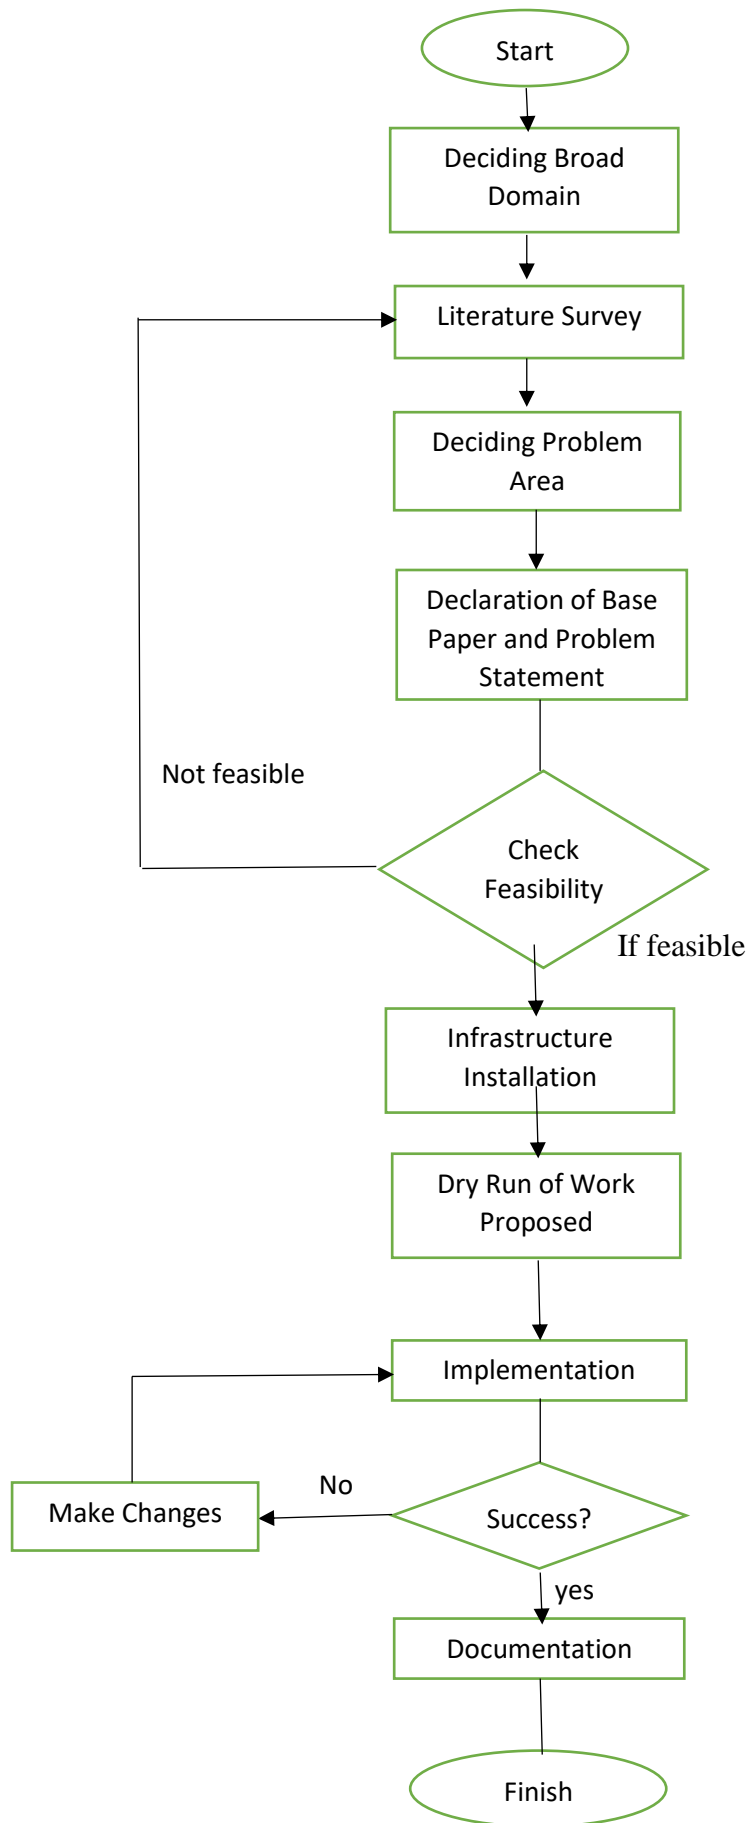 Start
Deciding Broad
Domain
Literature Survey
Deciding Problem
Area
Declaration of Base
Paper and Problem
Statement
Not feasible
Check
Feasibility
If feasible
Infrastructure
Installation
Dry Run of Work
Proposed
Implementation
No
Make Changes
Success?
yes
Documentation
Finish